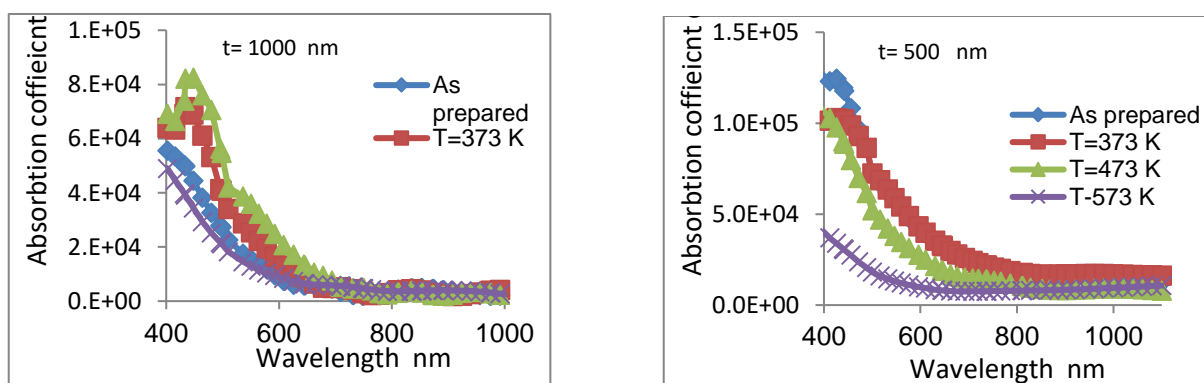 Absorbtion coffieicnt
1.E+05
8.E+04
6.E+04
4.E+04
2.E+04
0.E+00
t= 1000 nm
As
prepared
T=373 K
400 600 800 1000
Wavelength nm
Absorbtion coffieicnt
1.5E+05
1.0E+05
5.0E+04
0.0E+00
t= 500 nm
As prepared
T=373 K
T=473 K
T-573 K
400 600 800 1000
Wavelength nm